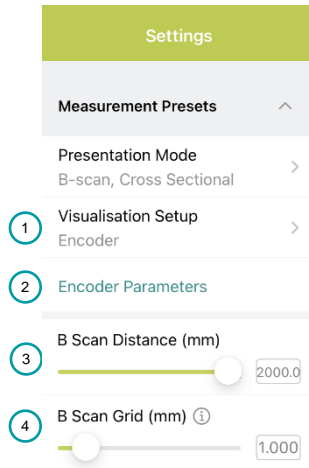 Settings
Measurement Presets
Presentation Mode
B-scan, Cross Sectional
1
Visualisation Setup
Encoder
2
Encoder Parameters
B Scan Distance (mm)
3
2000.0
B Scan Grid (mm) i
4
1.000